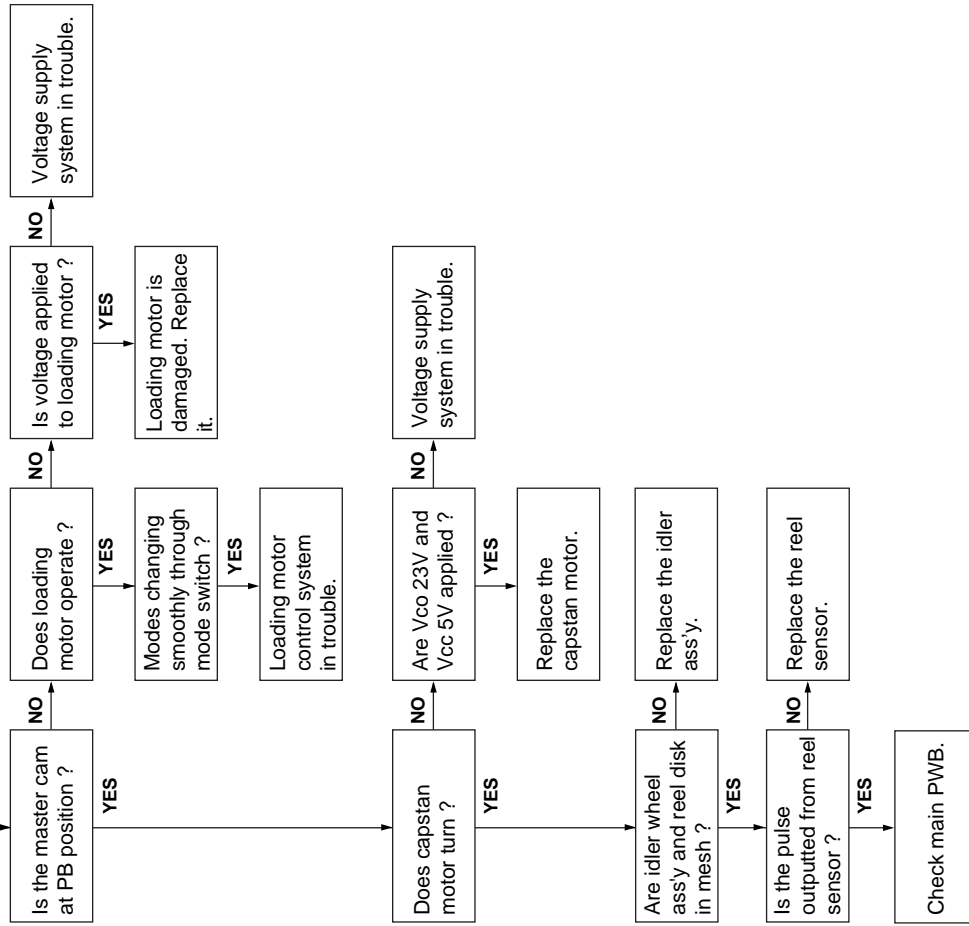 Is the master cam
at PB position ?
NO
YES
Does loading
motor operate ?
NO
YES
Is voltage applied
to loading motor ?
NO
YES
Voltage supply
system in trouble.
Loading motor is
damaged. Replace
it.
Modes changing
smoothly through
mode switch ?
YES
Loading motor
control system
in trouble.
Does capstan
motor turn ?
NO
YES
Are Vco 23V and
Vcc 5V applied ?
NO
YES
Voltage supply
system in trouble.
Replace the
capstan motor.
Are idler wheel
ass'y and reel disk
in mesh ?
NO
YES
Replace the idler
ass'y.
Is the pulse
outputted from reel
sensor ?
NO
YES
Replace the reel
sensor.
Check main PWB.